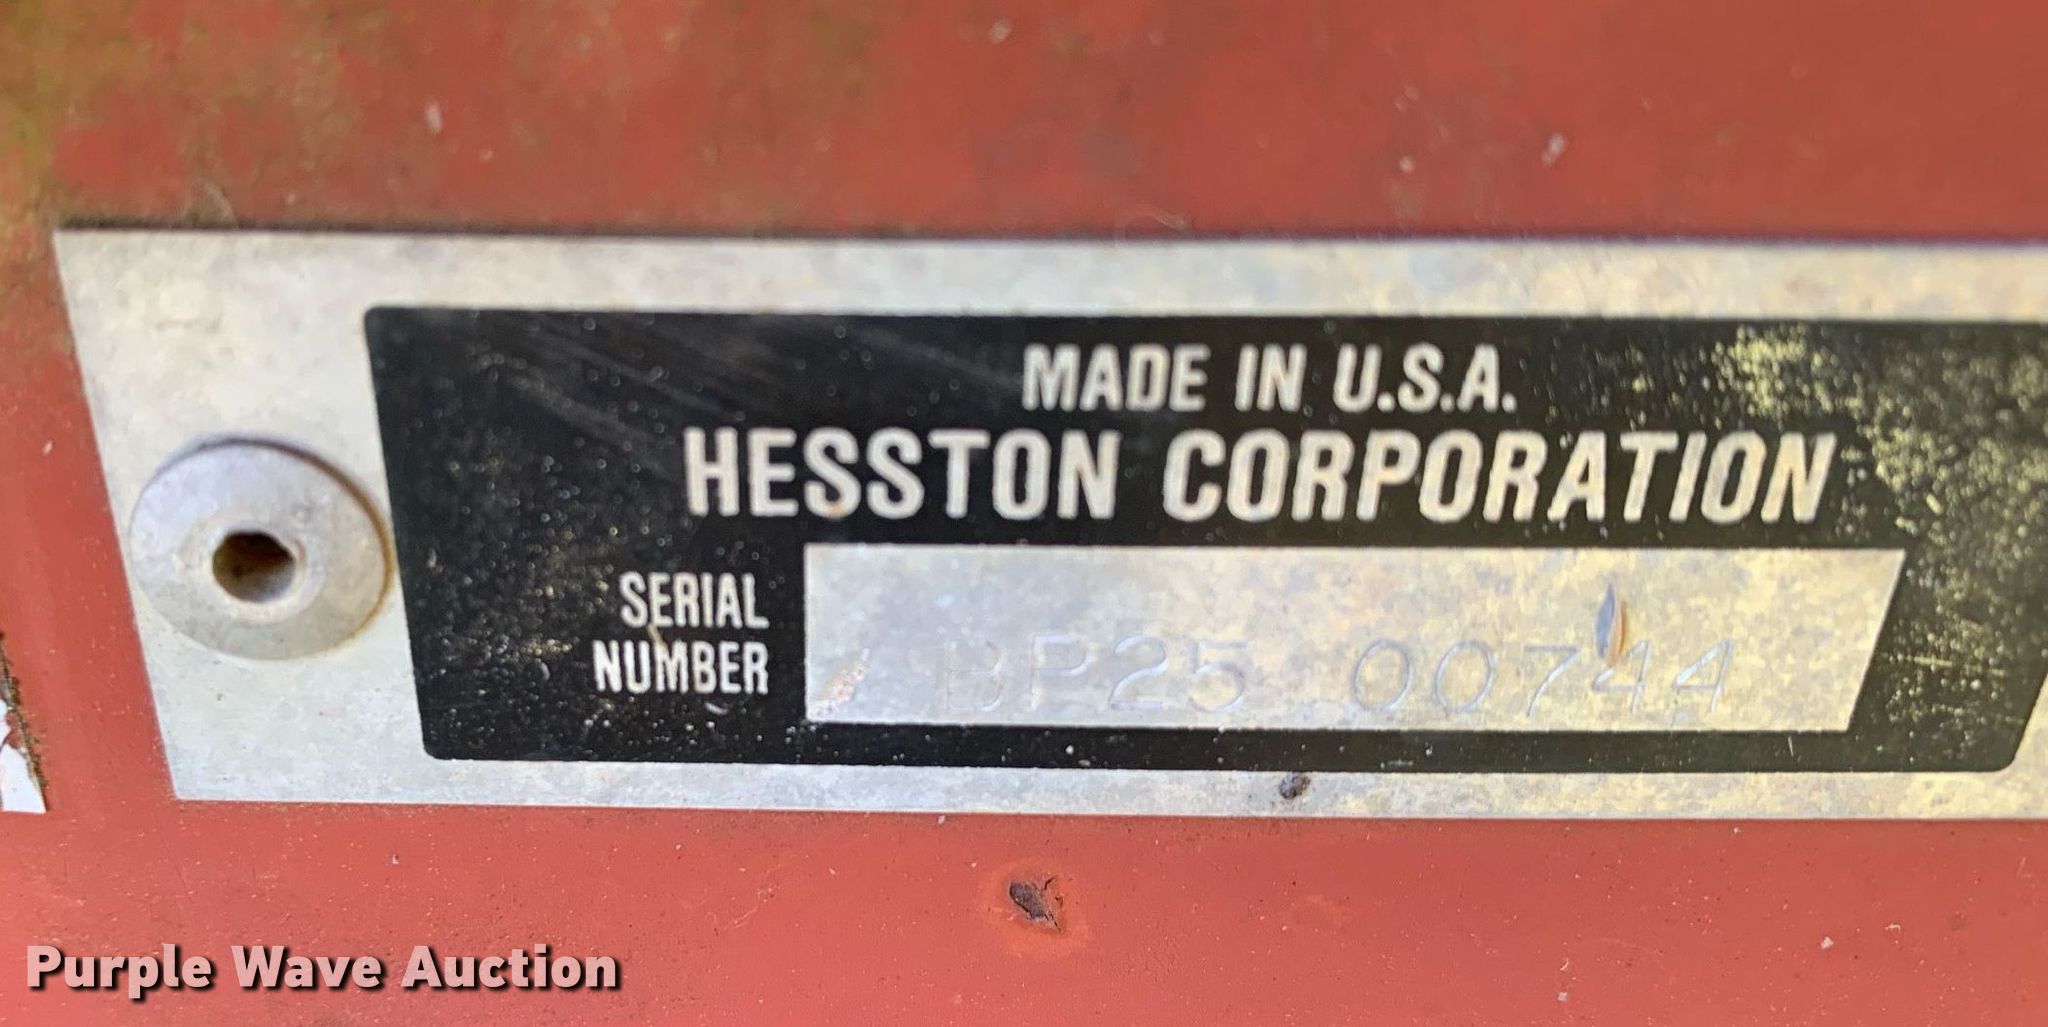 MADE IN U.S.A.
HESSTON CORPORATION
SERIAL
NUMBER
BP25 00744
Purple Wave Auction